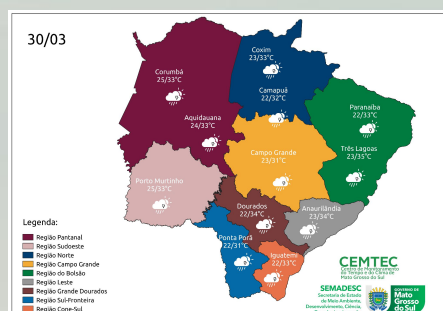 30/03
Coxim
23/33°C
Corumbá
25/33°C
Camapuã
22/32°C
Paranaíba
22/33°C
Aquidauana
24/33°C
Três Lagoas
23/35°C
Campo Grande
23/31°C
Porto Murtinho
25/33°C
Dourados
22/34°C
Anaurilândia
23/34°C
Ponta Porã
22/31°C
Iguatemi
22/33°C
Legenda:
Região Pantanal
Região Sudoeste
Região Norte
Região Campo Grande
Região do Bolsão
Região Leste
Região Grande Dourados
Região Sul-Fronteira
Região Cone-Sul
CEMTEC
Centro de Monitoramento
do Tempo e do Clima de
Mato Grosso do Sul
SEMADESC
Secretaria de Estado
de Meio Ambiente,
Desenvolvimento, Ciência,
GOVERNO DE
Mato
Grosso
do Sul